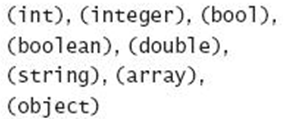 (int), (integer), (bool),
(boolean), (double),
(string), (array),
(object)